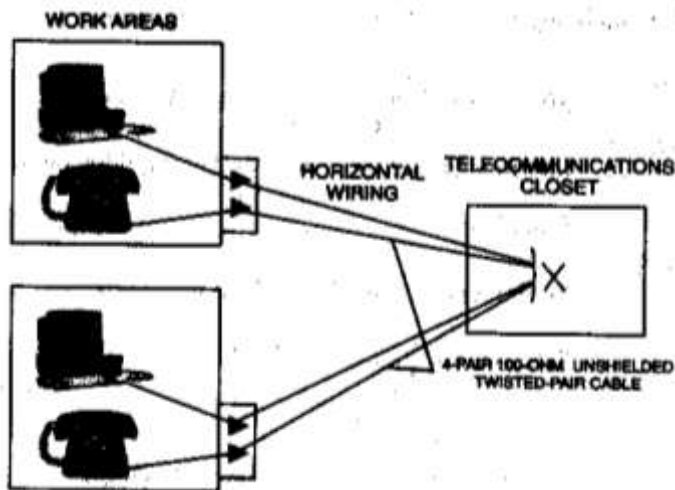 WORK AREAS
HORIZONTAL
WIRING
TELECOMMUNICATIONS
CLOSET
4-PAIR 100-OHM UNSHIELDED
TWISTED-PAIR CABLE